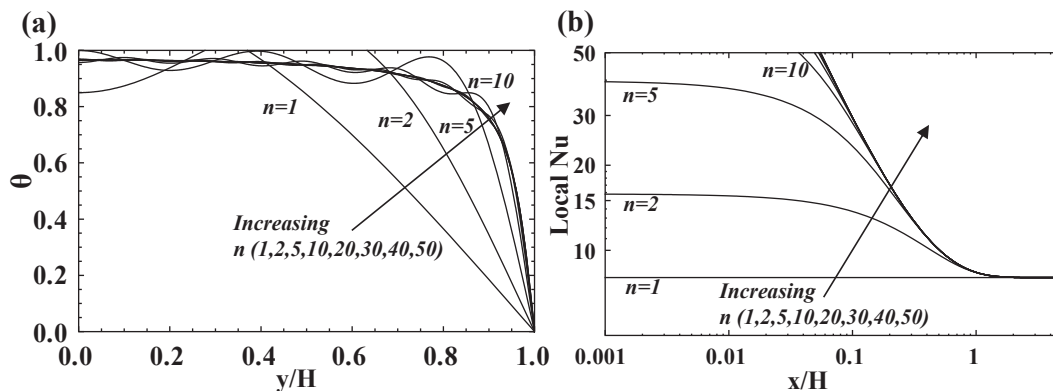 (a)
1.0
0.8
0.6
0.4
0.2
0.0
θ
n=1
n=2
n=5
n=10
Increasing
n (1,2,5,10,20,30,40,50)
0.0 0.2 0.4 0.6 0.8 1.0
y/H
(b)
50
30
20
15
10
Local Nu
n=10
n=5
n=2
n=1
Increasing
n (1,2,5,10,20,30,40,50)
0.001 0.01 0.1 1
x/H